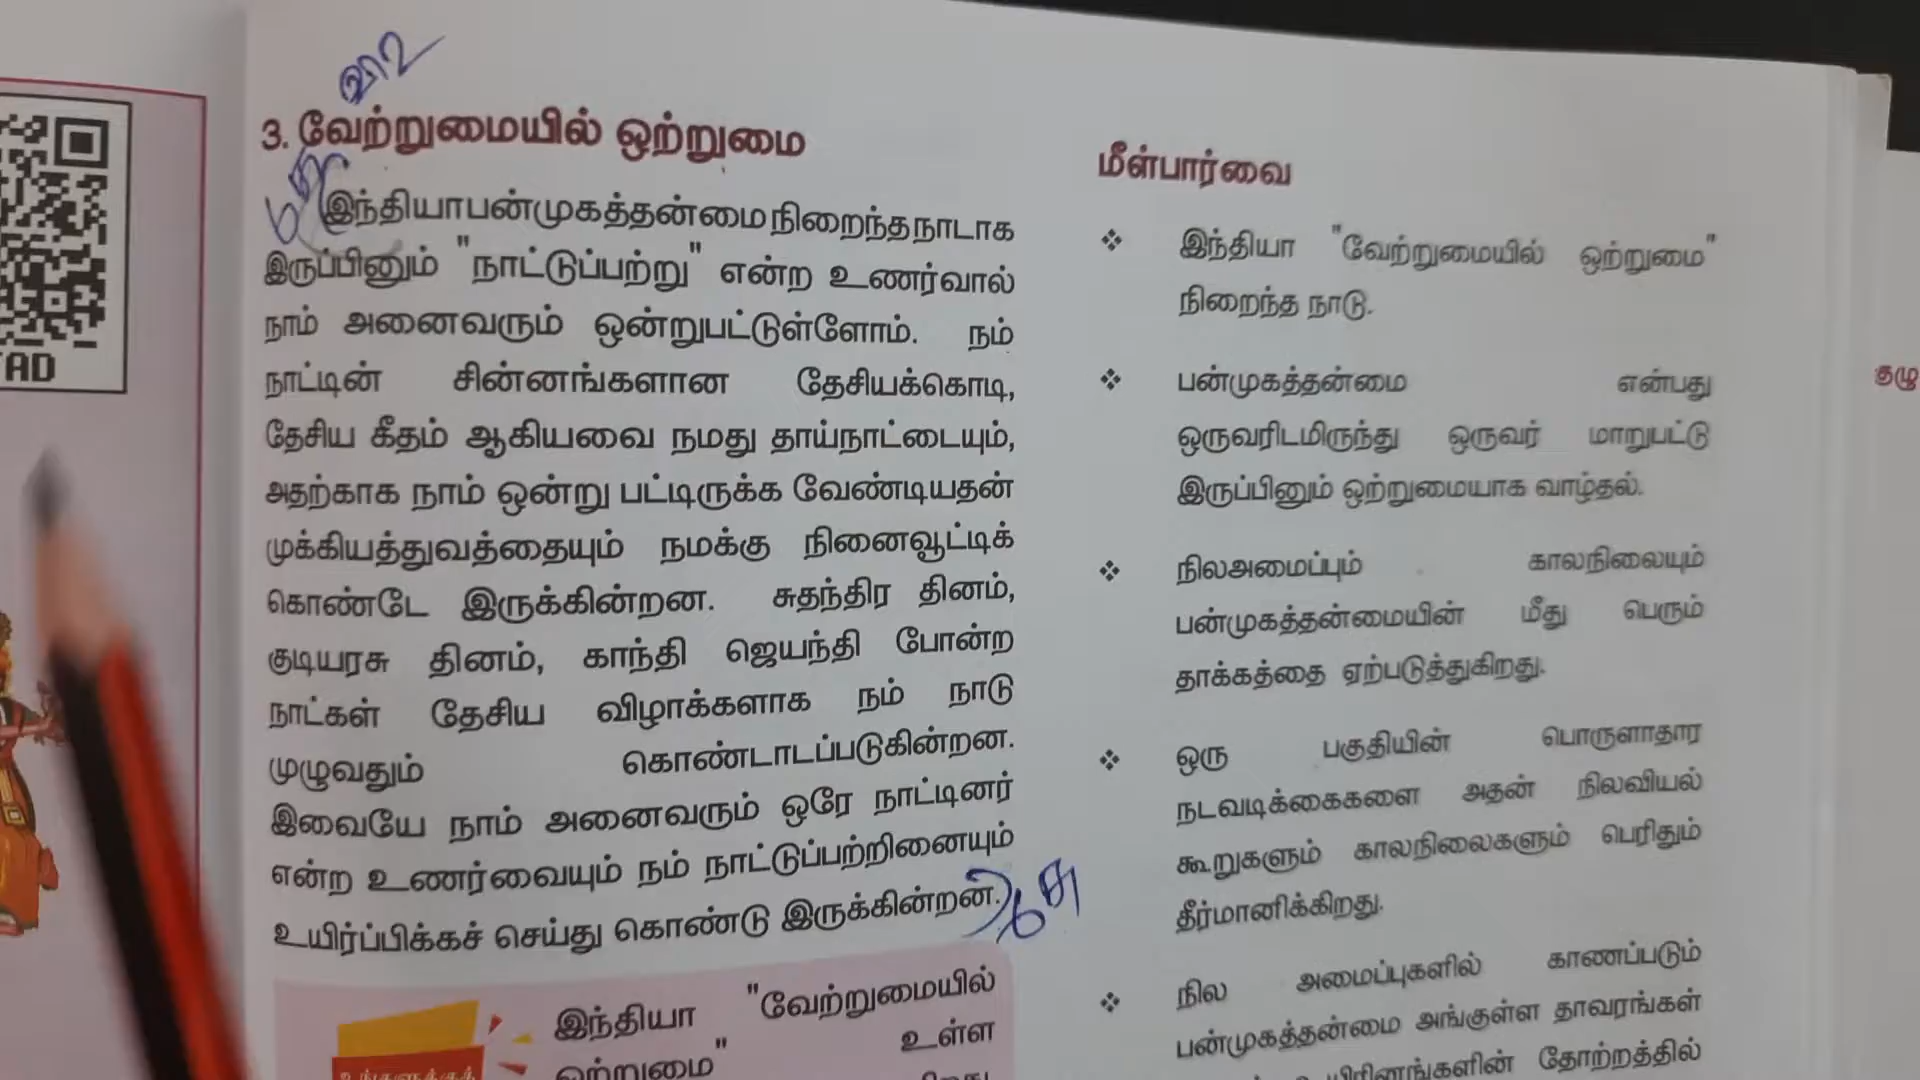 3. வேற்றுமையில் ஒற்றுமை
இந்தியா பன்முகத்தன்மை நிறைந்த நாடாக
இருப்பினும் "நாட்டுப்பற்று" என்ற உணர்வால்
நாம் அனைவரும் ஒன்றுபட்டுள்ளோம். நம்
நாட்டின் சின்னங்களான தேசியக்கொடி,
தேசிய கீதம் ஆகியவை நமது தாய்நாட்டையும்,
அதற்காக நாம் ஒன்று பட்டிருக்க வேண்டியதன்
முக்கியத்துவத்தையும் நமக்கு நினைவூட்டிக்
கொண்டே இருக்கின்றன. சுதந்திர தினம்,
குடியரசு தினம், காந்தி ஜெயந்தி போன்ற
நாட்கள் தேசிய விழாக்களாக நம் நாடு
முழுவதும் கொண்டாடப்படுகின்றன.
இவையே நாம் அனைவரும் ஒரே நாட்டினர்
என்ற உணர்வையும் நம் நாட்டுப்பற்றினையும்
உயிர்ப்பிக்கச் செய்து கொண்டு இருக்கின்றன.
இந்தியா "வேற்றுமையில்
ஒற்றுமை" உள்ள
மீள்பார்வை
❖ இந்தியா "வேற்றுமையில் ஒற்றுமை"
நிறைந்த நாடு.
❖ பன்முகத்தன்மை என்பது
ஒருவரிடமிருந்து ஒருவர் மாறுபட்டு
இருப்பினும் ஒற்றுமையாக வாழ்தல்.
❖ நிலஅமைப்பும் காலநிலையும்
பன்முகத்தன்மையின் மீது பெரும்
தாக்கத்தை ஏற்படுத்துகிறது.
❖ ஒரு பகுதியின் பொருளாதார
நடவடிக்கைகளை அதன் நிலவியல்
கூறுகளும் காலநிலைகளும் பெரிதும்
தீர்மானிக்கிறது.
❖ நில அமைப்புகளில் காணப்படும்
பன்முகத்தன்மை அங்குள்ள தாவரங்கள்
தோற்றத்தில்
குழு
AD